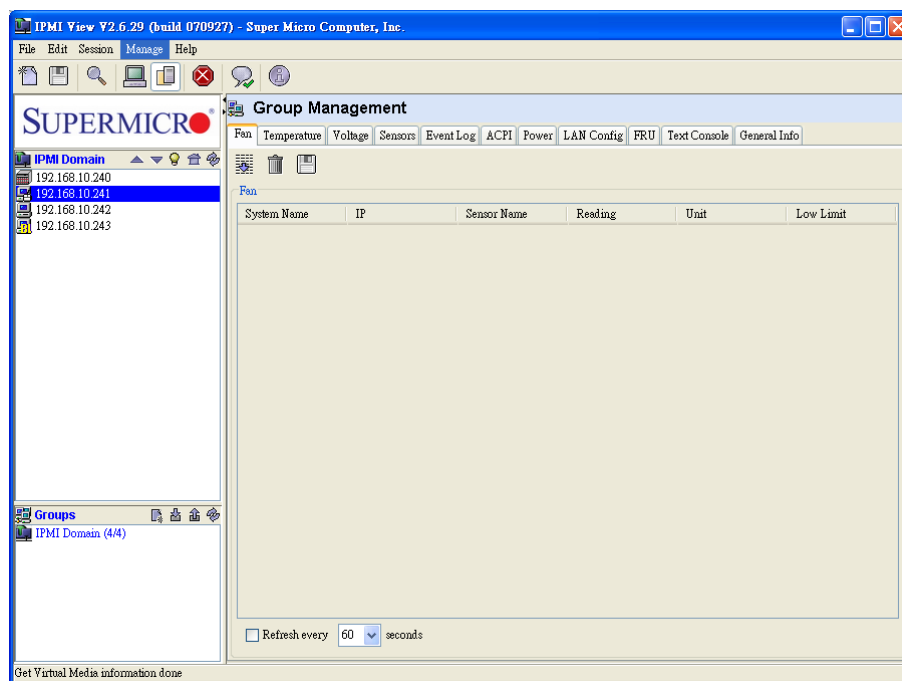 IPMI View V2.6.29 (build 070927) - Super Micro Computer, Inc.
File Edit Session Manage Help
SUPERMICRO
Group Management
Fan Temperature Voltage Sensors Event Log ACPI Power LAN Config FRU Text Console General Info
IPMI Domain
192.168.10.240
192.168.10.241
192.168.10.242
192.168.10.243
Fan
System Name IP Sensor Name Reading Unit Low Limit
Groups
IPMI Domain (4/4)
Refresh every 60 seconds
Get Virtual Media information done